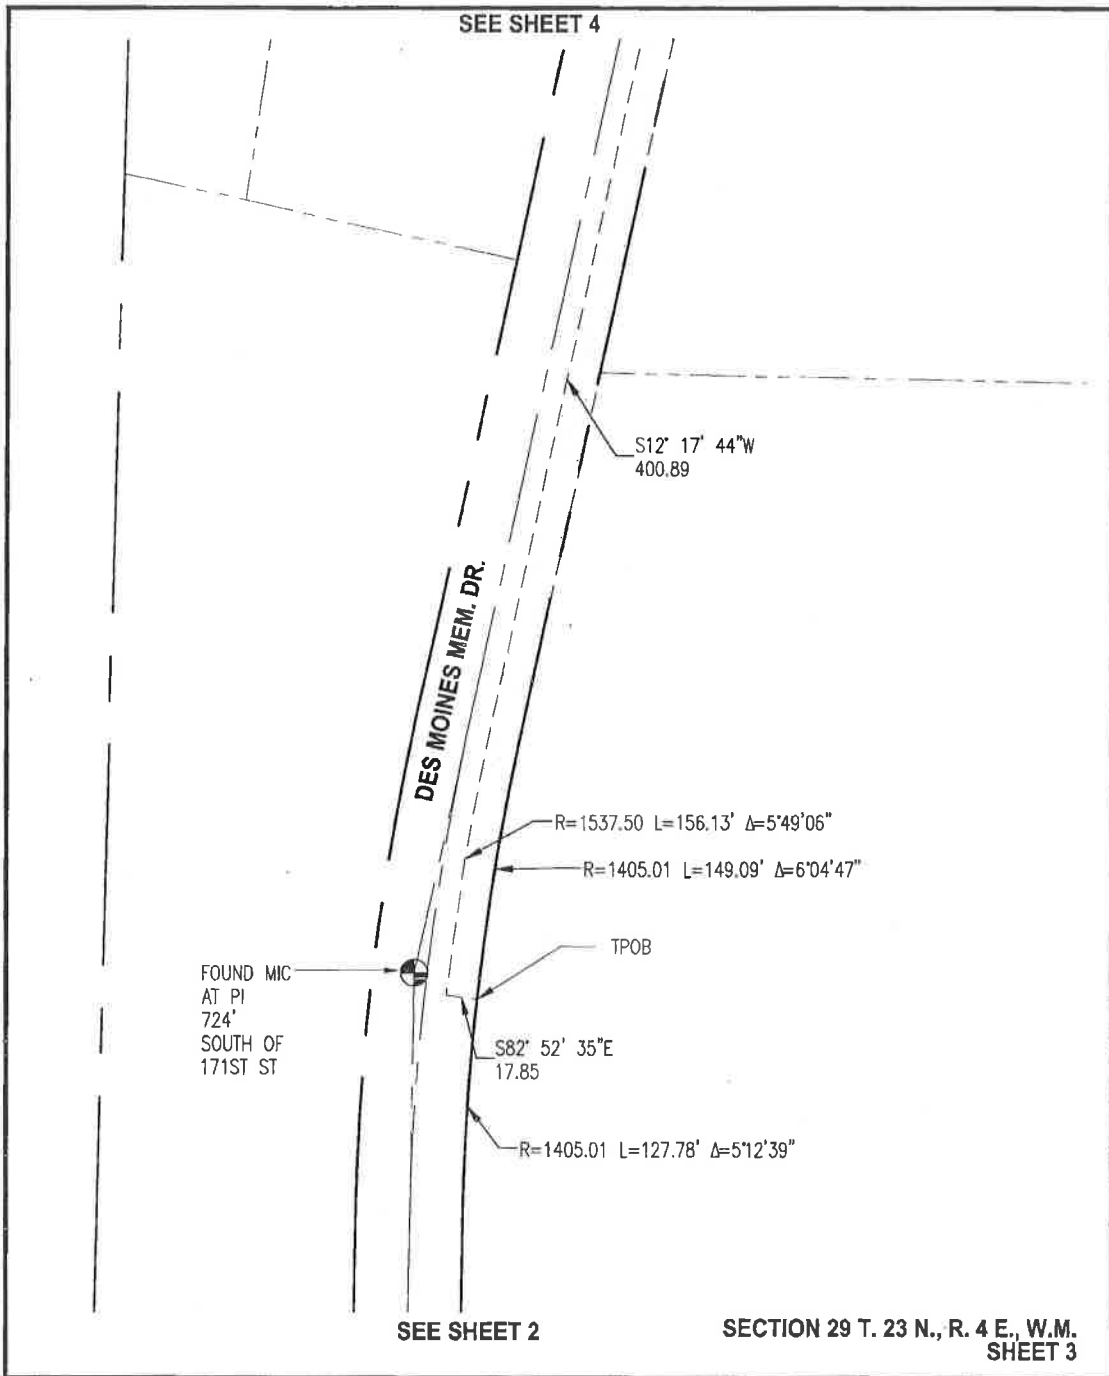 SEE SHEET 4
S12° 17' 44"W
400.89
DES MOINES MEM. DR.
R=1537.50 L=156.13' Δ=5°49'06"
R=1405.01 L=149.09' Δ=6°04'47"
TPOB
FOUND MIC
AT PI
724'
SOUTH OF
171ST ST
S82° 52' 35"E
17.85
R=1405.01 L=127.78' Δ=5°12'39"
SEE SHEET 2
SECTION 29 T. 23 N., R. 4 E., W.M.
SHEET 3